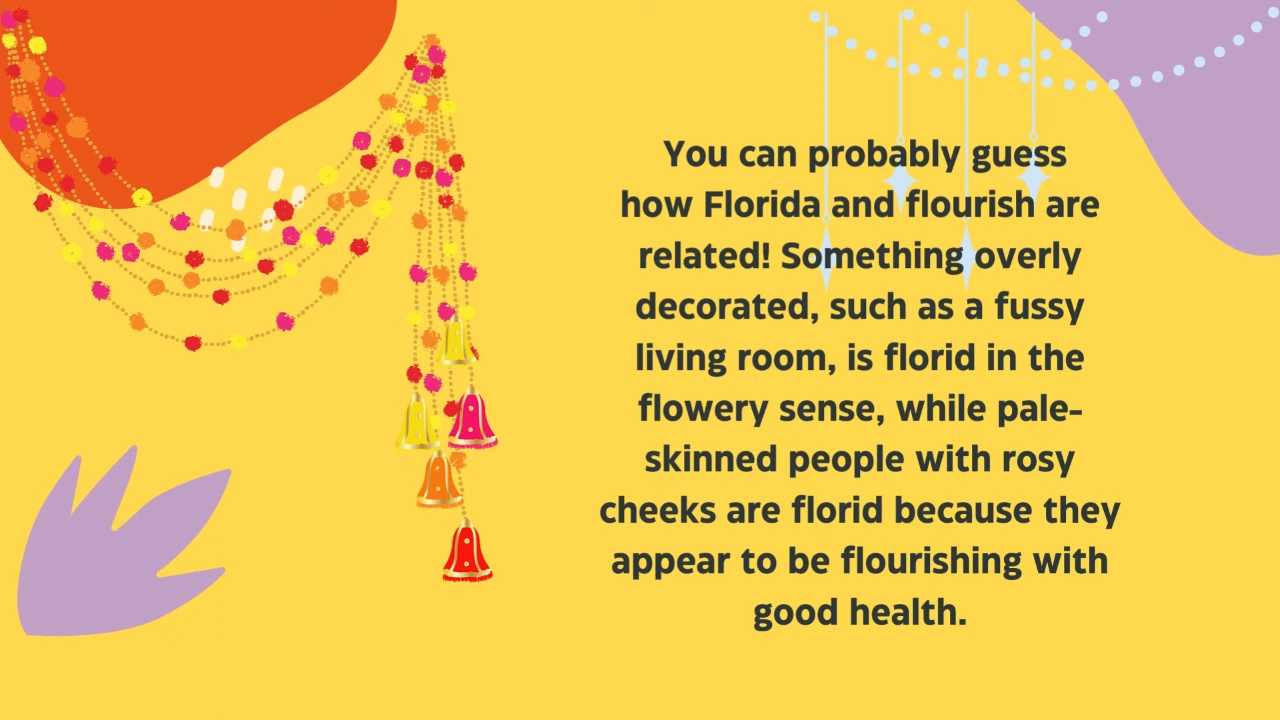 You can probably guess
how Florida and flourish are
related! Something overly
decorated, such as a fussy
living room, is florid in the
flowery sense, while pale-
skinned people with rosy
cheeks are florid because they
appear to be flourishing with
good health.